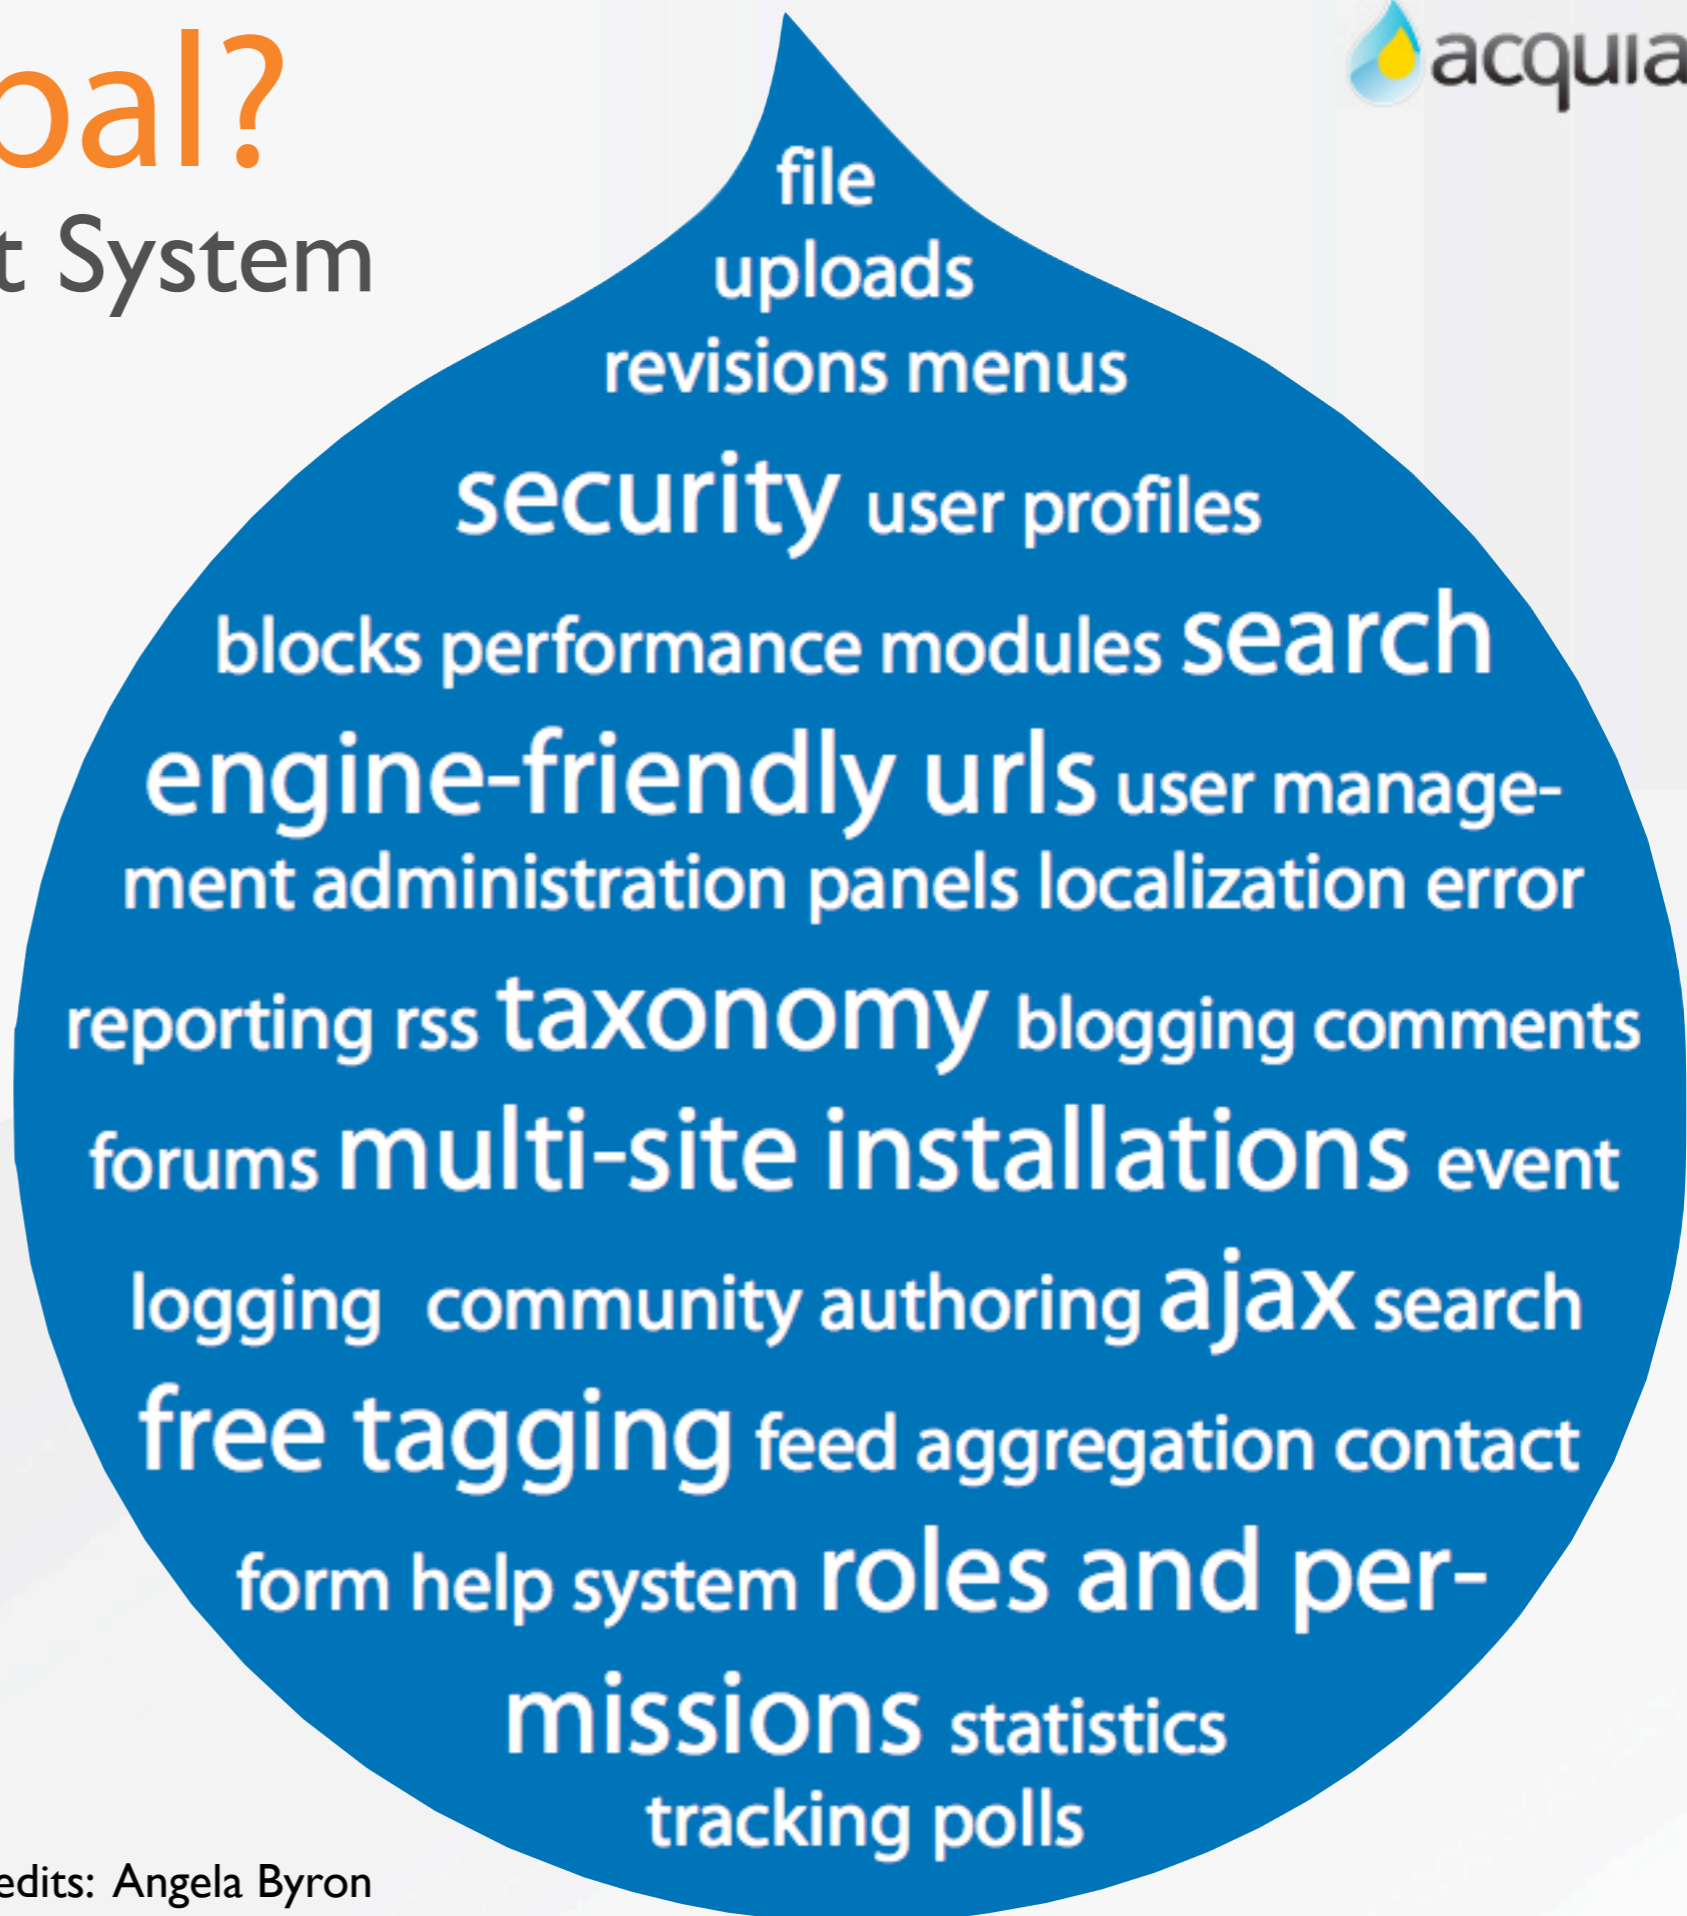 pal?
acquia
t System
file
uploads
revisions menus
security user profiles
blocks performance modules search
engine-friendly urls user manage-
ment administration panels localization error
reporting rss taxonomy blogging comments
forums multi-site installations event
logging community authoring ajax search
free tagging feed aggregation contact
form help system roles and per-
missions statistics
tracking polls
edits: Angela Byron